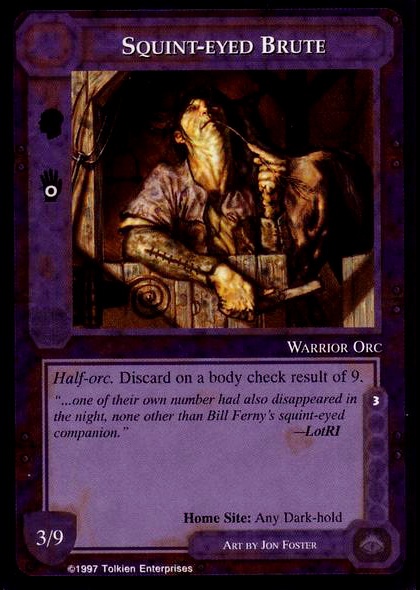 SQUINT-EYED BRUTE
O
WARRIOR ORC
Half-orc. Discard on a body check result of 9.
"...one of their own number had also disappeared in
the night, none other than Bill Ferny's squint-eyed
companion."   —LotRI
3
Home Site: Any Dark-hold
3/9
ART BY JON FOSTER
©1997 Tolkien Enterprises